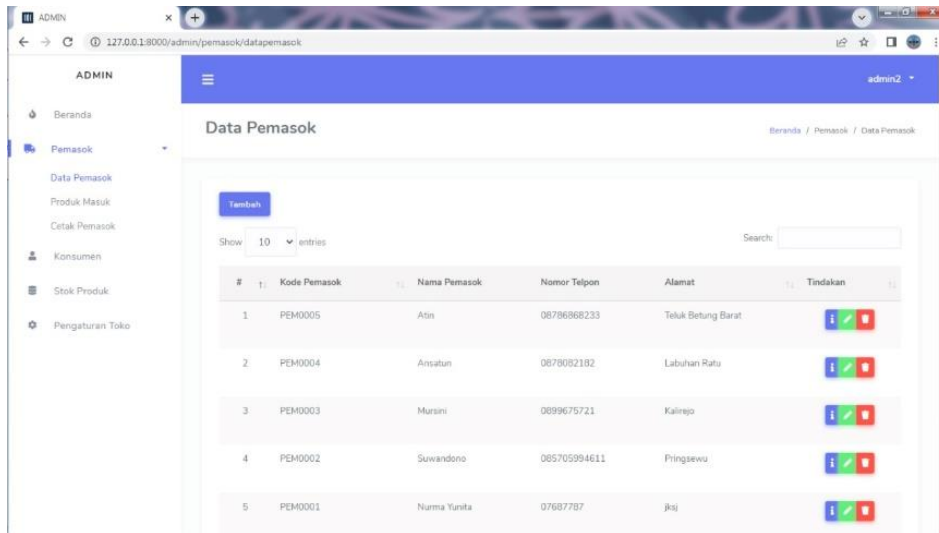 ADMIN
127.0.0.1:8000/admin/pemasok/datapemasok
ADMIN
admin2
Beranda
Data Pemasok
Beranda / Pemasok / Data Pemasok
Pemasok
Data Pemasok
Produk Masuk
Cetak Pemasok
Konsumen
Stok Produk
Pengaturan Toko
Tambah
Show 10 entries
Search:
# Kode Pemasok Nama Pemasok Nomor Telpon Alamat Tindakan
1 PEM0005 Atin 08786868233 Teluk Betung Barat
2 PEM0004 Ansatun 0878082182 Labuhan Ratu
3 PEM0003 Mursini 0899675721 Kalirejo
4 PEM0002 Suwandono 085705994611 Pringsewu
5 PEM0001 Nurma Yunita 07687787 jksj